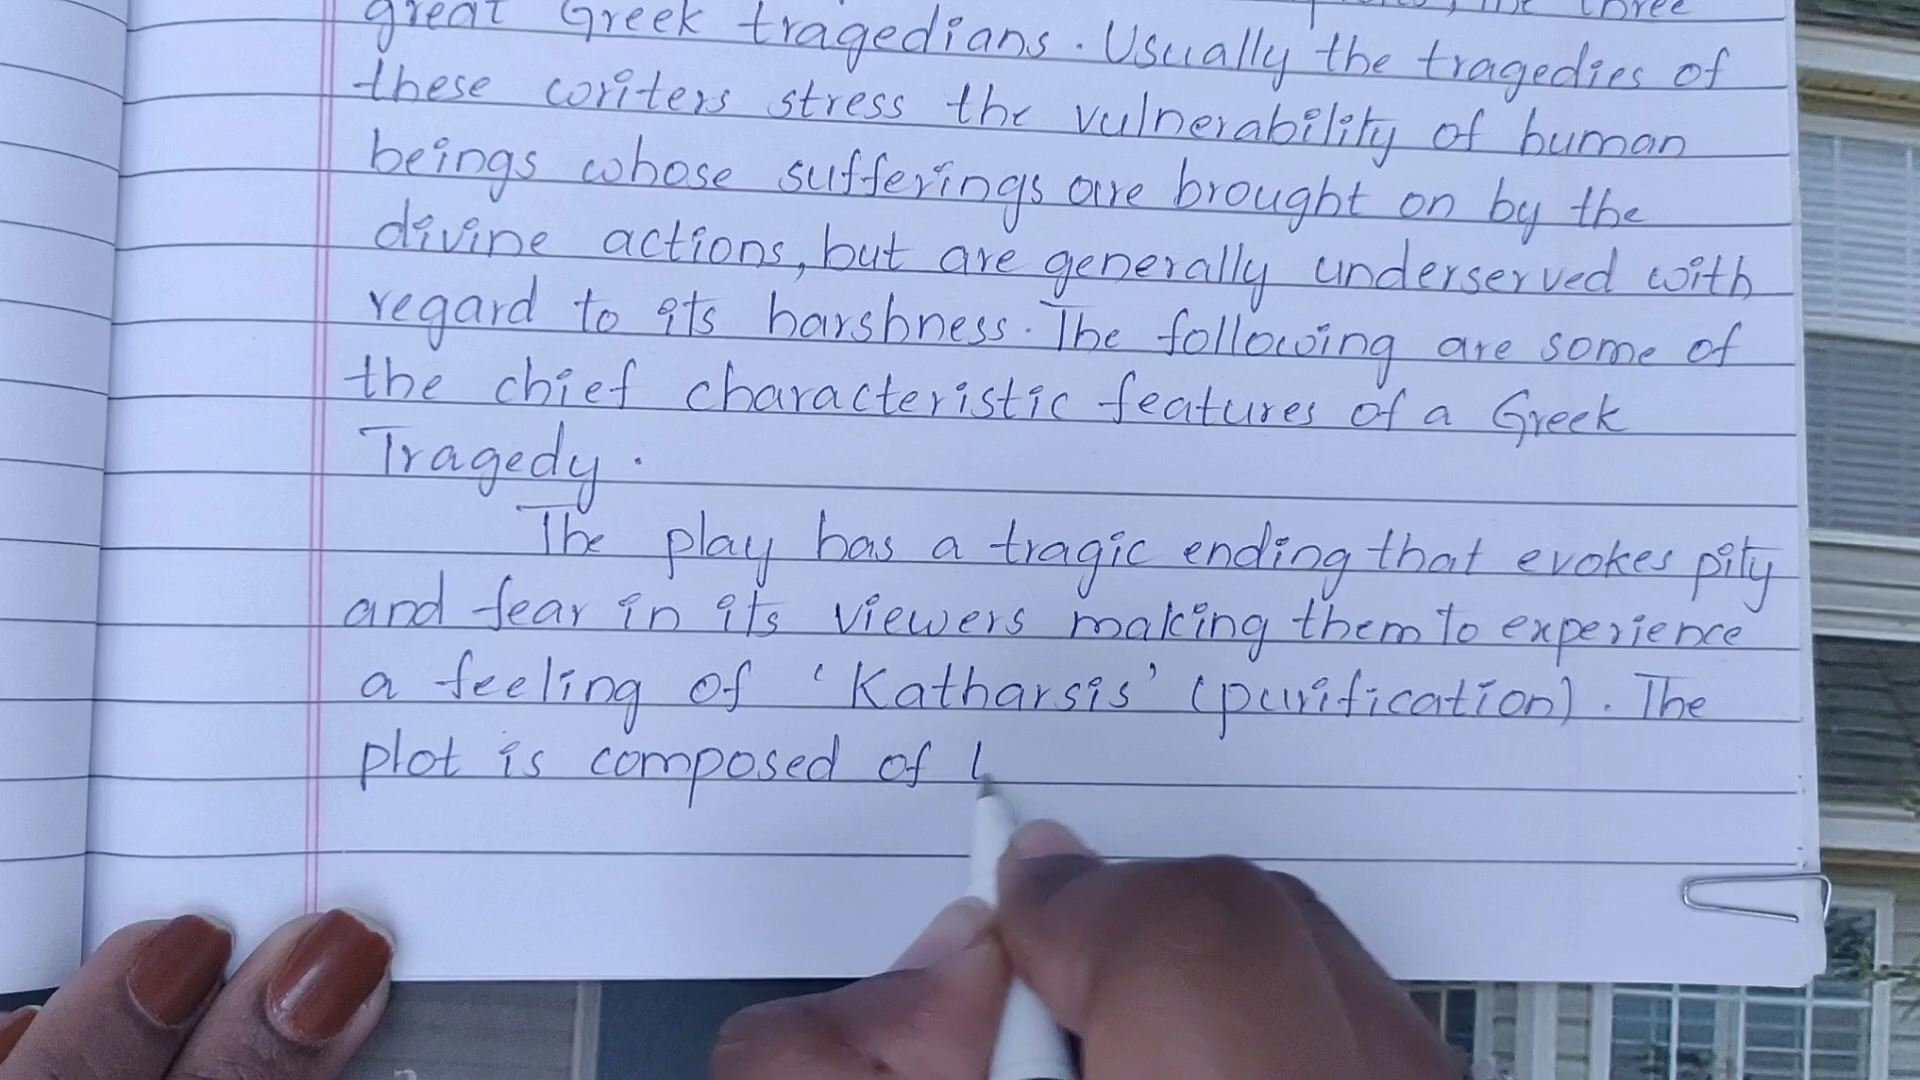 the three
great Greek tragedians. Usually the tragedies of
these writers stress the vulnerability of human
beings whose sufferings are brought on by the
divine actions, but are generally underserved with
regard to its harshness. The following are some of
the chief characteristic features of a Greek
Tragedy.
The play has a tragic ending that evokes pity
and fear in its viewers making them to experience
a feeling of 'Katharsis' (purification). The
plot is composed of